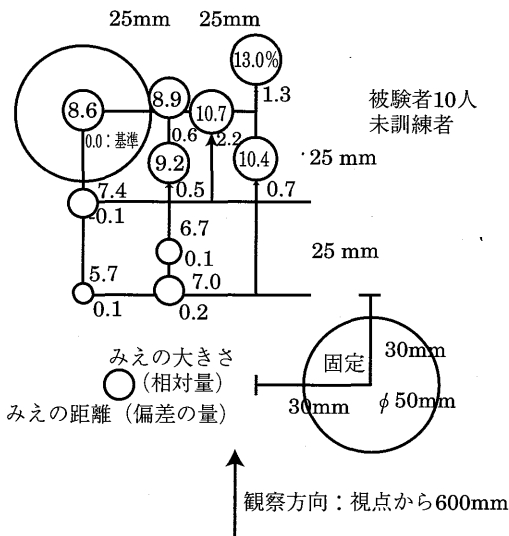 25mm 25mm
13.0%
1.3
8.6
8.9
10.7
被験者10人
未訓練者
0.0：基準
0.6
2.2
9.2
10.4
25 mm
7.4
0.5
0.7
-0.1
6.7
0.1
25 mm
5.7
7.0
0.1
0.2
みえの大きさ
（相対量）
みえの距離（偏差の量）
固定
30mm
30mm
φ50mm
観察方向：視点から600mm